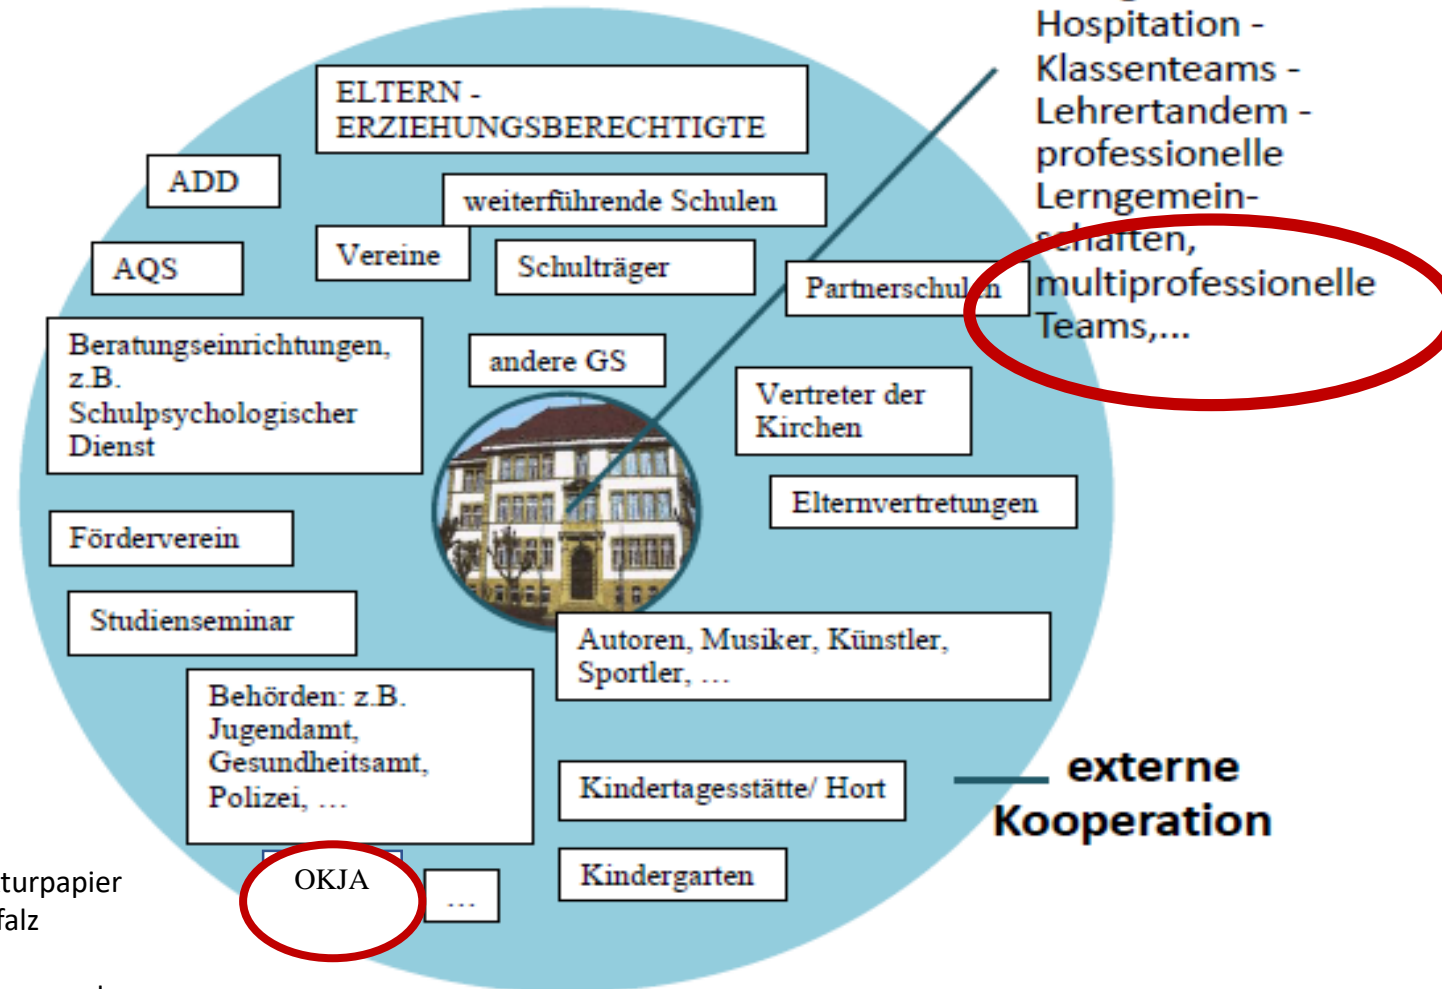 Hospitation -
Klassenteams -
Lehrertandem -
professionelle
Lerngemein-
schaften,
multiprofessionelle
Teams,...
ELTERN -
ERZIEHUNGSBERECHTIGTE
ADD
weiterführende Schulen
AQS
Vereine
Schulträger
Partnerschulen
Beratungseinrichtungen,
z.B.
Schulpsychologischer
Dienst
andere GS
Vertreter der
Kirchen
Elternvertretungen
Förderverein
Studienseminar
Autoren, Musiker, Künstler,
Sportler, …
Behörden: z.B.
Jugendamt,
Gesundheitsamt,
Polizei, …
Kindertagesstätte/ Hort
externe
Kooperation
Kindergarten
OKJA
…
turpapier
falz